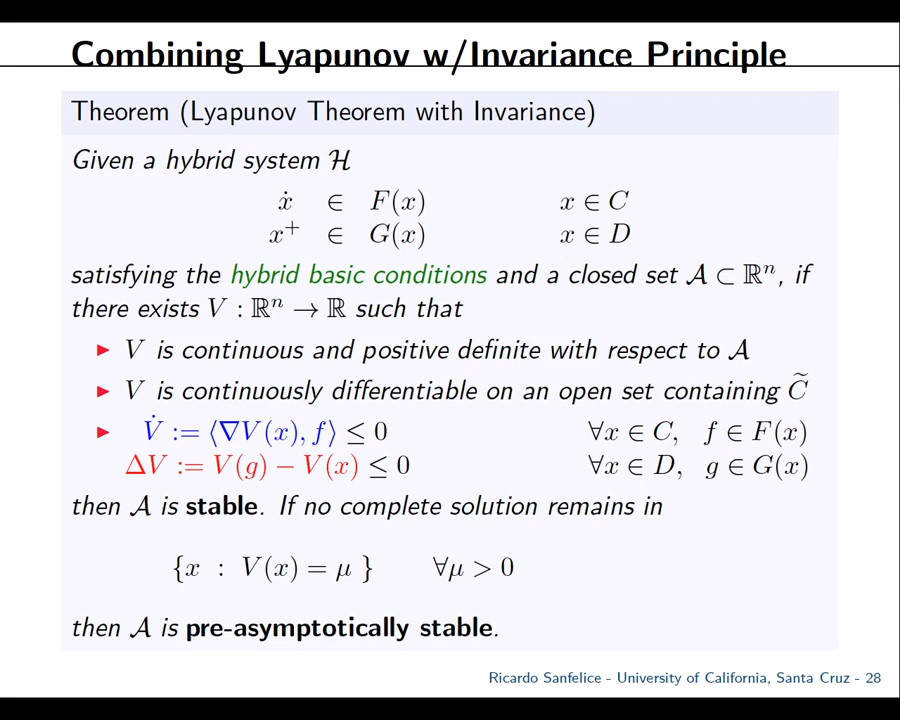 Combining Lyapunov w/Invariance Principle
Theorem (Lyapunov Theorem with Invariance)
Given a hybrid system ℋ
ẋ ∈ F(x) x ∈ C
x⁺ ∈ G(x) x ∈ D
satisfying the hybrid basic conditions and a closed set 𝒜 ⊂ ℝⁿ, if
there exists V : ℝⁿ → ℝ such that
▶ V is continuous and positive definite with respect to 𝒜
▶ V is continuously differentiable on an open set containing C̃
▶ V̇ := ⟨∇V(x), f⟩ ≤ 0 ∀x ∈ C, f ∈ F(x)
ΔV := V(g) − V(x) ≤ 0 ∀x ∈ D, g ∈ G(x)
then 𝒜 is stable. If no complete solution remains in
{x : V(x) = μ } ∀μ > 0
then 𝒜 is pre-asymptotically stable.
Ricardo Sanfelice - University of California, Santa Cruz - 28